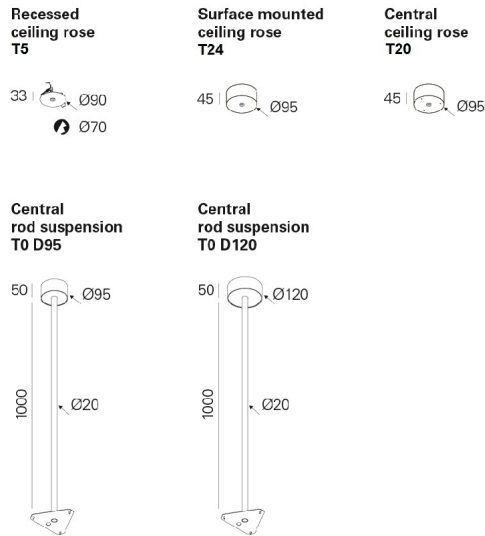 Recessed
ceiling rose
T5
33
Ø90
Ø70
Surface mounted
ceiling rose
T24
45
Ø95
Central
ceiling rose
T20
45
Ø95
Central
rod suspension
T0 D95
50
Ø95
1000
Ø20
Central
rod suspension
T0 D120
50
Ø120
1000
Ø20